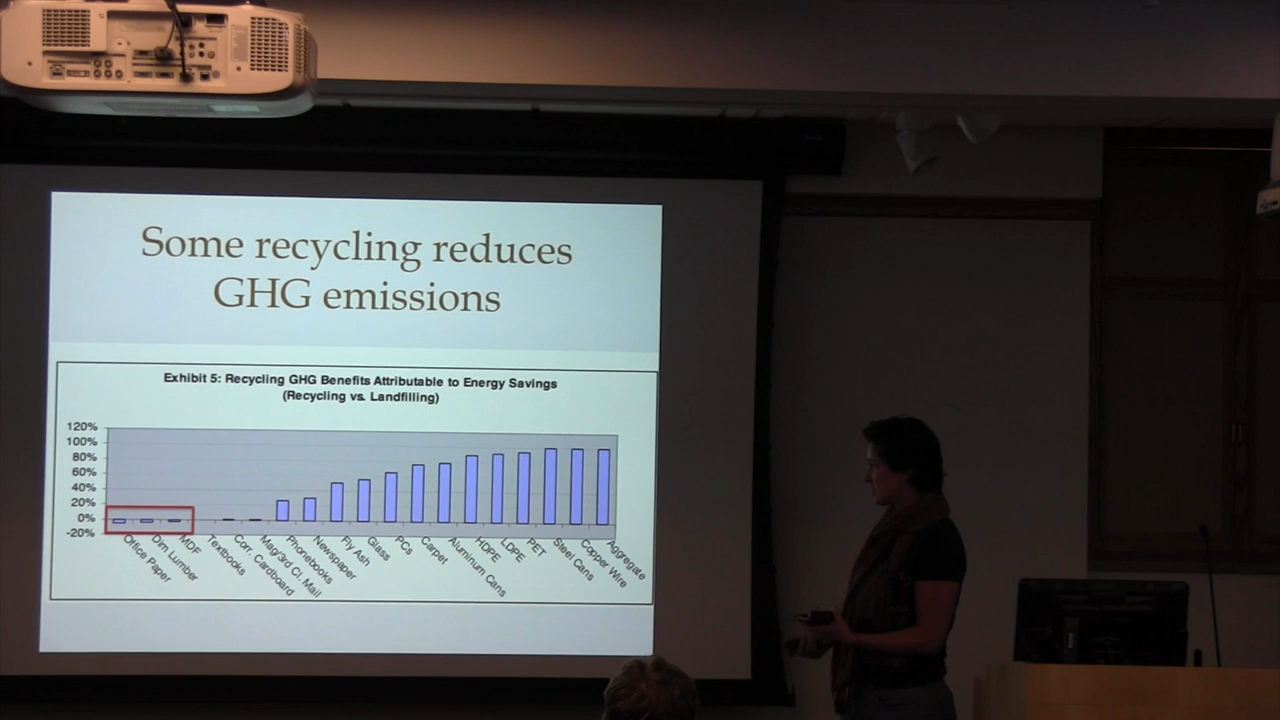 Some recycling reduces
GHG emissions
Exhibit 5: Recycling GHG Benefits Attributable to Energy Savings
(Recycling vs. Landfilling)
120%
100%
80%
60%
40%
20%
0%
-20%
Office Paper
Dim Lumber
MDF
Textbooks
Corr. Cardboard
Mag/3rd Cl. Mail
Phonebooks
Newspaper
Fly Ash
Glass
PCs
Carpet
Aluminum Cans
HDPE
LDPE
PET
Steel Cans
Copper Wire
Aggregate